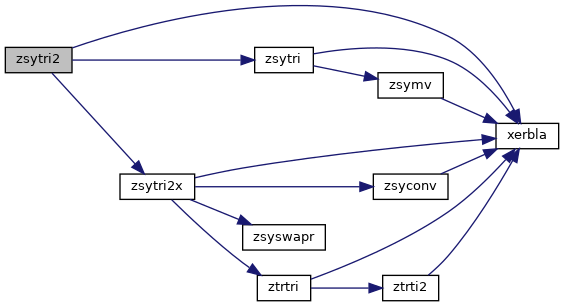 zsytri2
zsytri
zsymv
xerbla
zsytri2x
zsyconv
zsyswapr
ztrtri
ztrti2